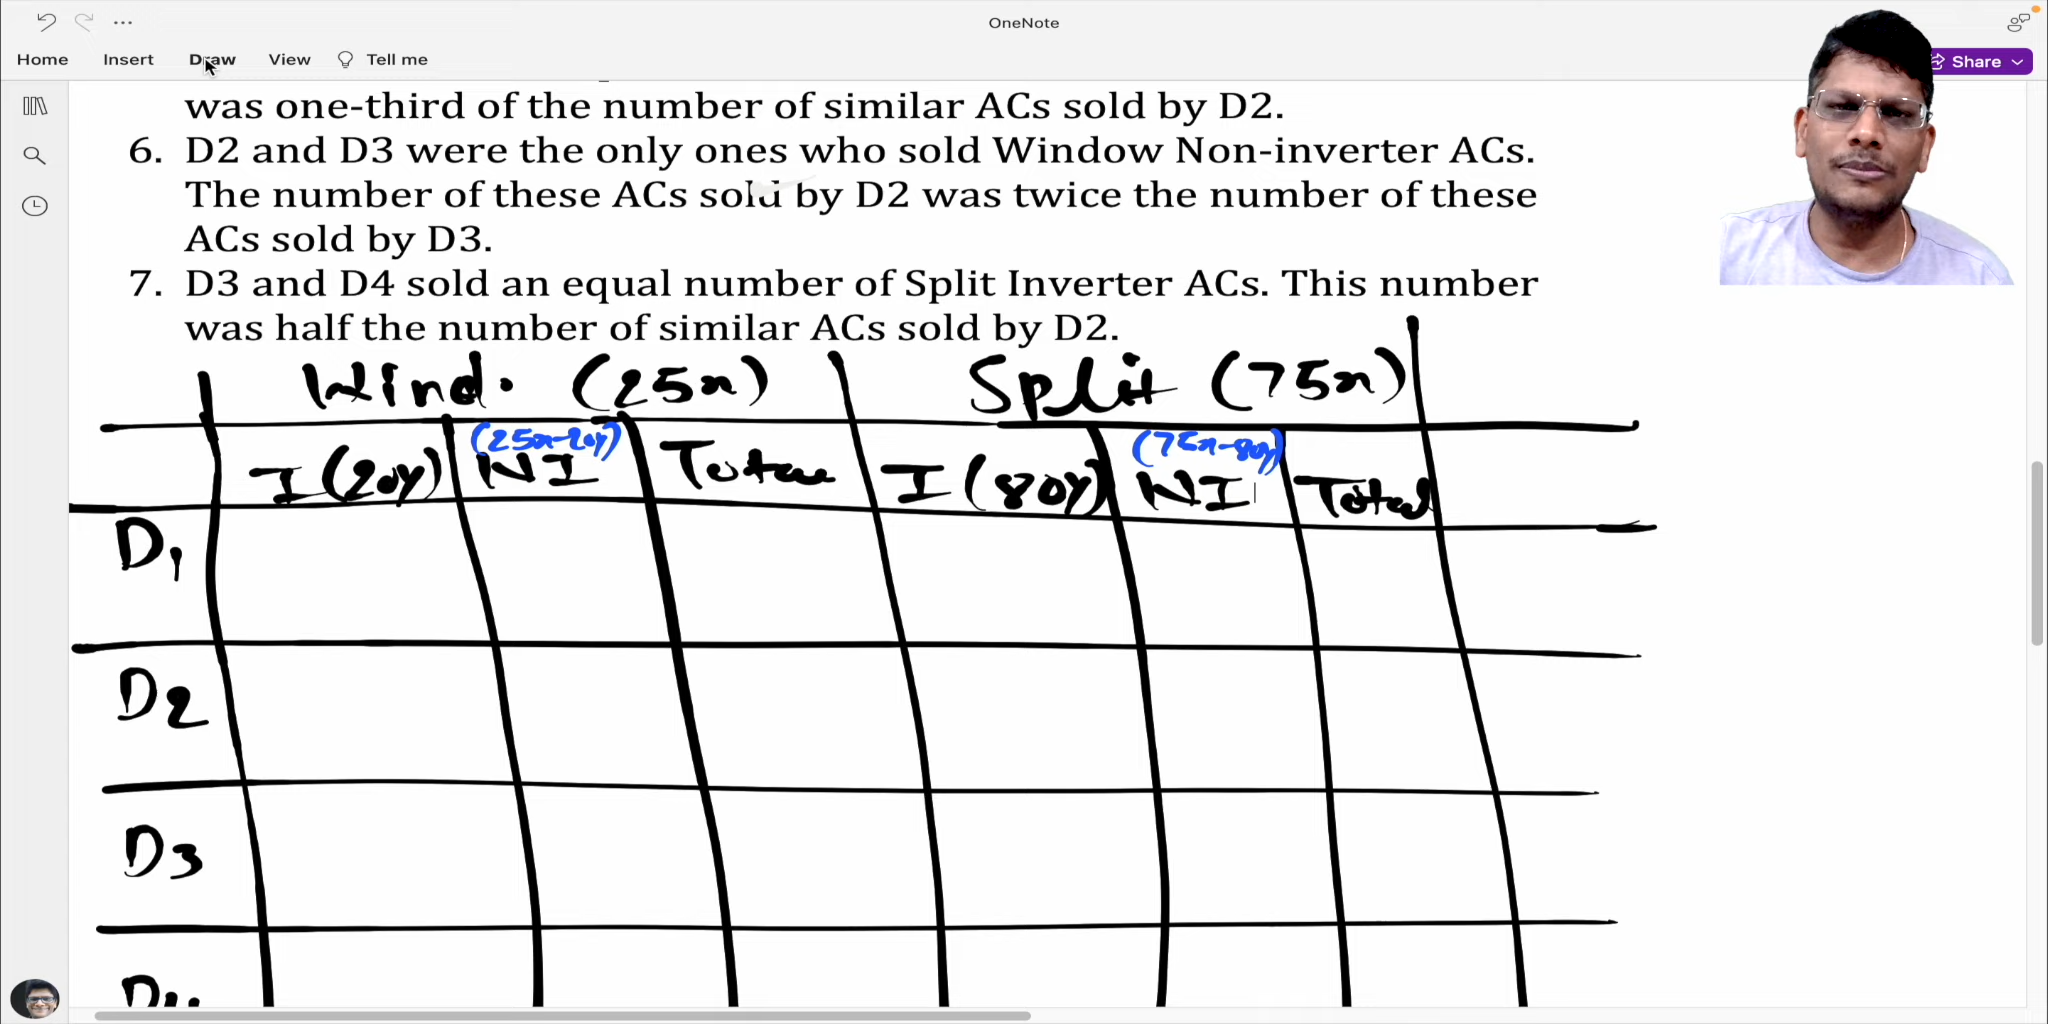 OneNote
Home Insert Draw View Tell me Share
was one-third of the number of similar ACs sold by D2.
6. D2 and D3 were the only ones who sold Window Non-inverter ACs.
The number of these ACs sold by D2 was twice the number of these
ACs sold by D3.
7. D3 and D4 sold an equal number of Split Inverter ACs. This number
was half the number of similar ACs sold by D2.
Wind. (25x) Split (75x)
(25x-20y) (75x-80y)
I (20y) NI Total I (80y) NI Total
D1
D2
D3
D4